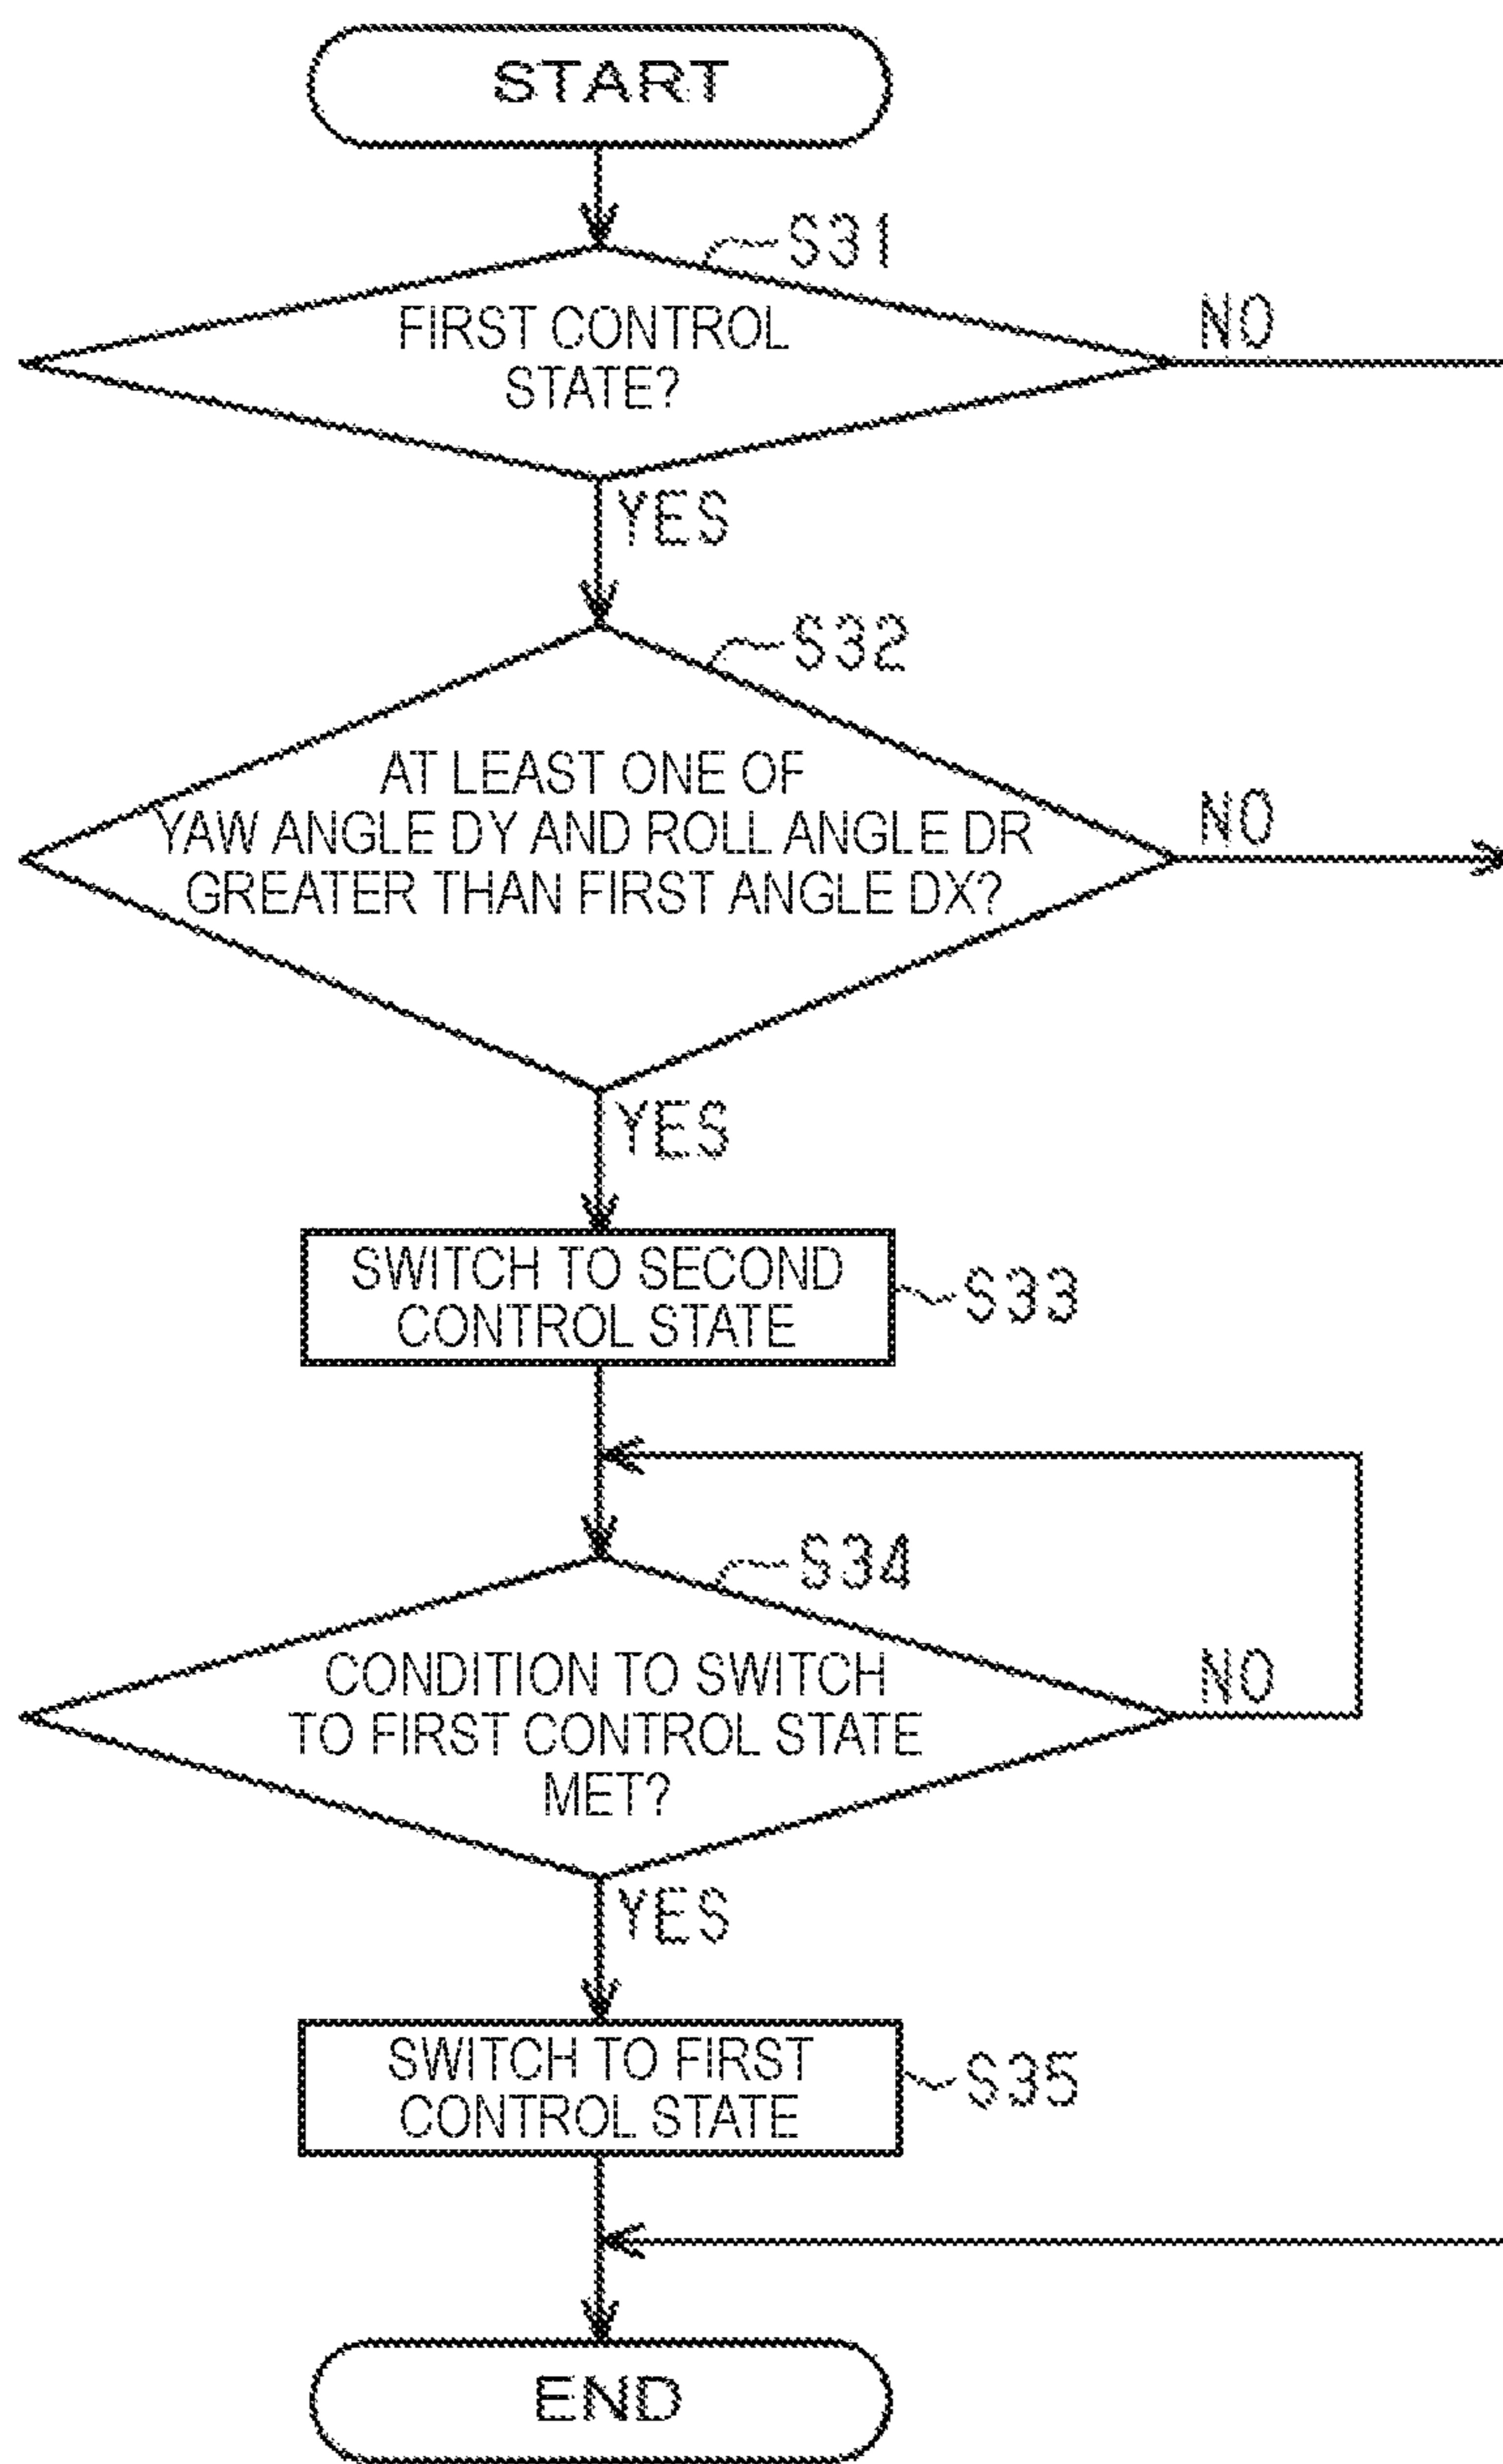 START
S31
FIRST CONTROL
STATE?
NO
YES
S32
AT LEAST ONE OF
YAW ANGLE DY AND ROLL ANGLE DR
GREATER THAN FIRST ANGLE DX?
NO
YES
SWITCH TO SECOND
CONTROL STATE
S33
S34
CONDITION TO SWITCH
TO FIRST CONTROL STATE
MET?
NO
YES
SWITCH TO FIRST
CONTROL STATE
S35
END